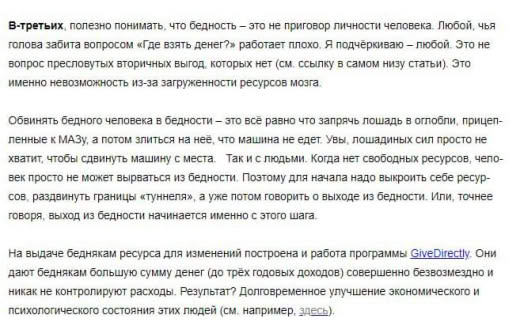 В-третьих, полезно понимать, что бедность – это не приговор личности человека. Любой, чья
голова забита вопросом «Где взять денег?» работает плохо. Я подчёркиваю – любой. Это не
вопрос пресловутых вторичных выгод, которых нет (см. ссылку в самом низу статьи). Это
именно невозможность из-за загруженности ресурсов мозга.
Обвинять бедного человека в бедности – это всё равно что запрячь лошадь в оглобли, прицеп-
ленные к МАЗу, а потом злиться на неё, что машина не едет. Увы, лошадиных сил просто не
хватит, чтобы сдвинуть машину с места. Так и с людьми. Когда нет свободных ресурсов, чело-
век просто не может вырваться из бедности. Поэтому для начала надо выкроить себе ресур-
сов, раздвинуть границы «туннеля», а уже потом говорить о выходе из бедности. Или, точнее
говоря, выход из бедности начинается именно с этого шага.
На выдаче беднякам ресурса для изменений построена и работа программы GiveDirectly. Они
дают беднякам большую сумму денег (до трёх годовых доходов) совершенно безвозмездно и
никак не контролируют расходы. Результат? Долговременное улучшение экономического и
психологического состояния этих людей (см. например, здесь).